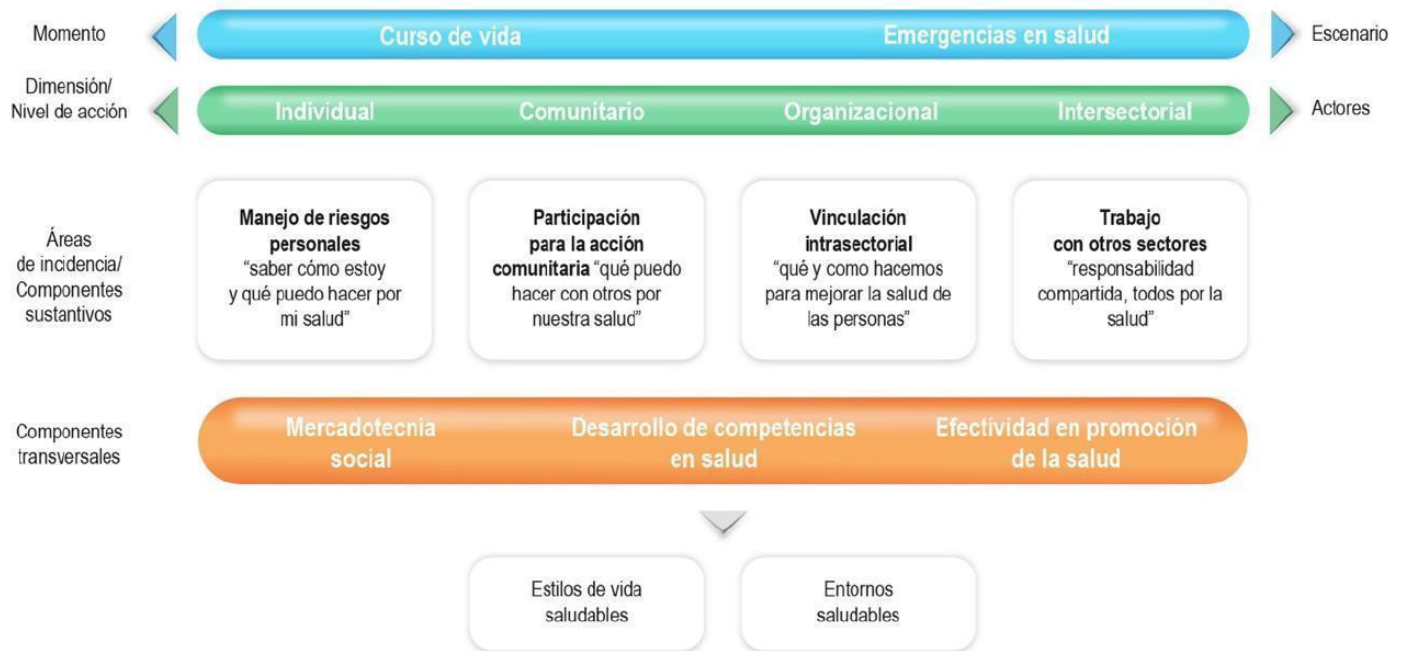 Momento
Curso de vida
Emergencias en salud
Escenario
Dimensión/
Nivel de acción
Individual
Comunitario
Organizacional
Intersectorial
Actores
Áreas
de incidencia/
Componentes
sustantivos
Manejo de riesgos
personales
“saber cómo estoy
y qué puedo hacer por
mi salud”
Participación
para la acción
comunitaria “qué puedo
hacer con otros por
nuestra salud”
Vinculación
intrasectorial
“qué y como hacemos
para mejorar la salud de
las personas”
Trabajo
con otros sectores
“responsabilidad
compartida, todos por la
salud”
Componentes
transversales
Mercadotecnia
social
Desarrollo de competencias
en salud
Efectividad en promoción
de la salud
Estilos de vida
saludables
Entornos
saludables